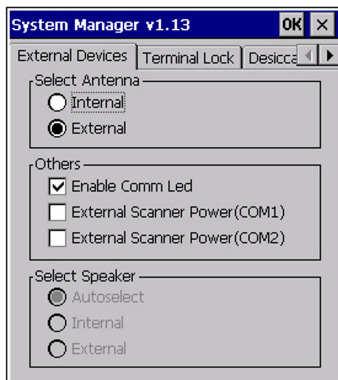 System Manager v1.13 OK ×
External Devices Terminal Lock Desicca
Select Antenna
Internal
External
Others
Enable Comm Led
External Scanner Power(COM1)
External Scanner Power(COM2)
Select Speaker
Autoselect
Internal
External